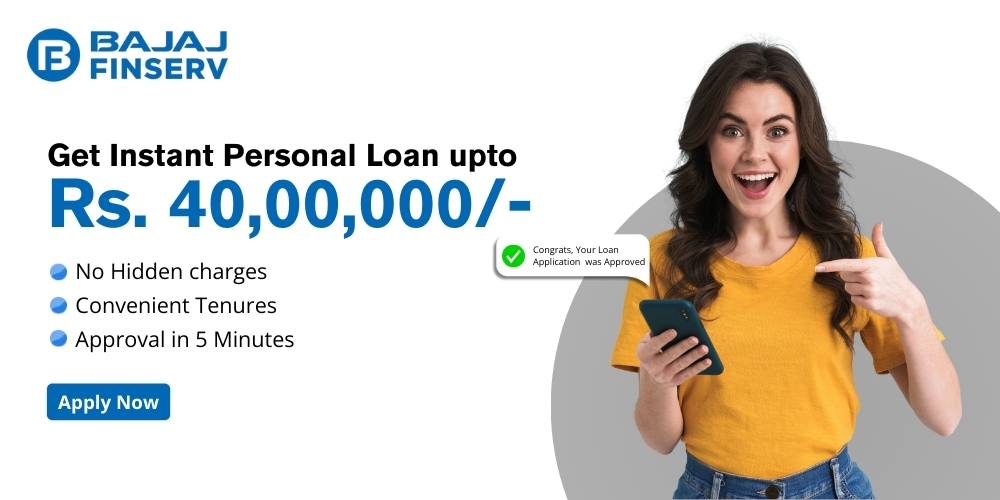 BAJAJ
FINSERV
Get Instant Personal Loan upto
Rs. 40,00,000/-
No Hidden charges
Convenient Tenures
Approval in 5 Minutes
Apply Now
Congrats, Your Loan
Application was Approved